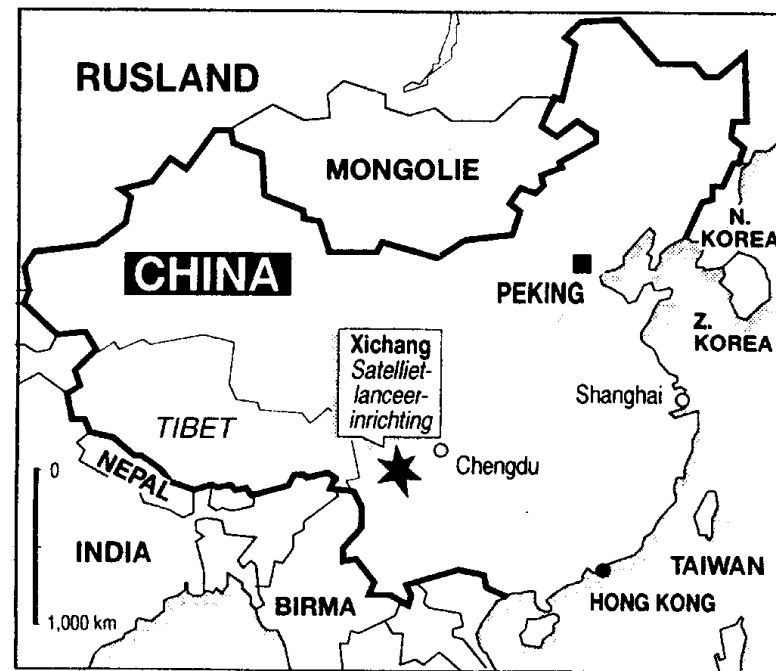 RUSLAND
MONGOLIE
CHINA
N.
KOREA
PEKING
Z.
KOREA
Xichang
Satelliet-
lanceer-
inrichting
Shanghai
TIBET
Chengdu
NEPAL
0
INDIA
TAIWAN
BIRMA
HONG KONG
1,000 km